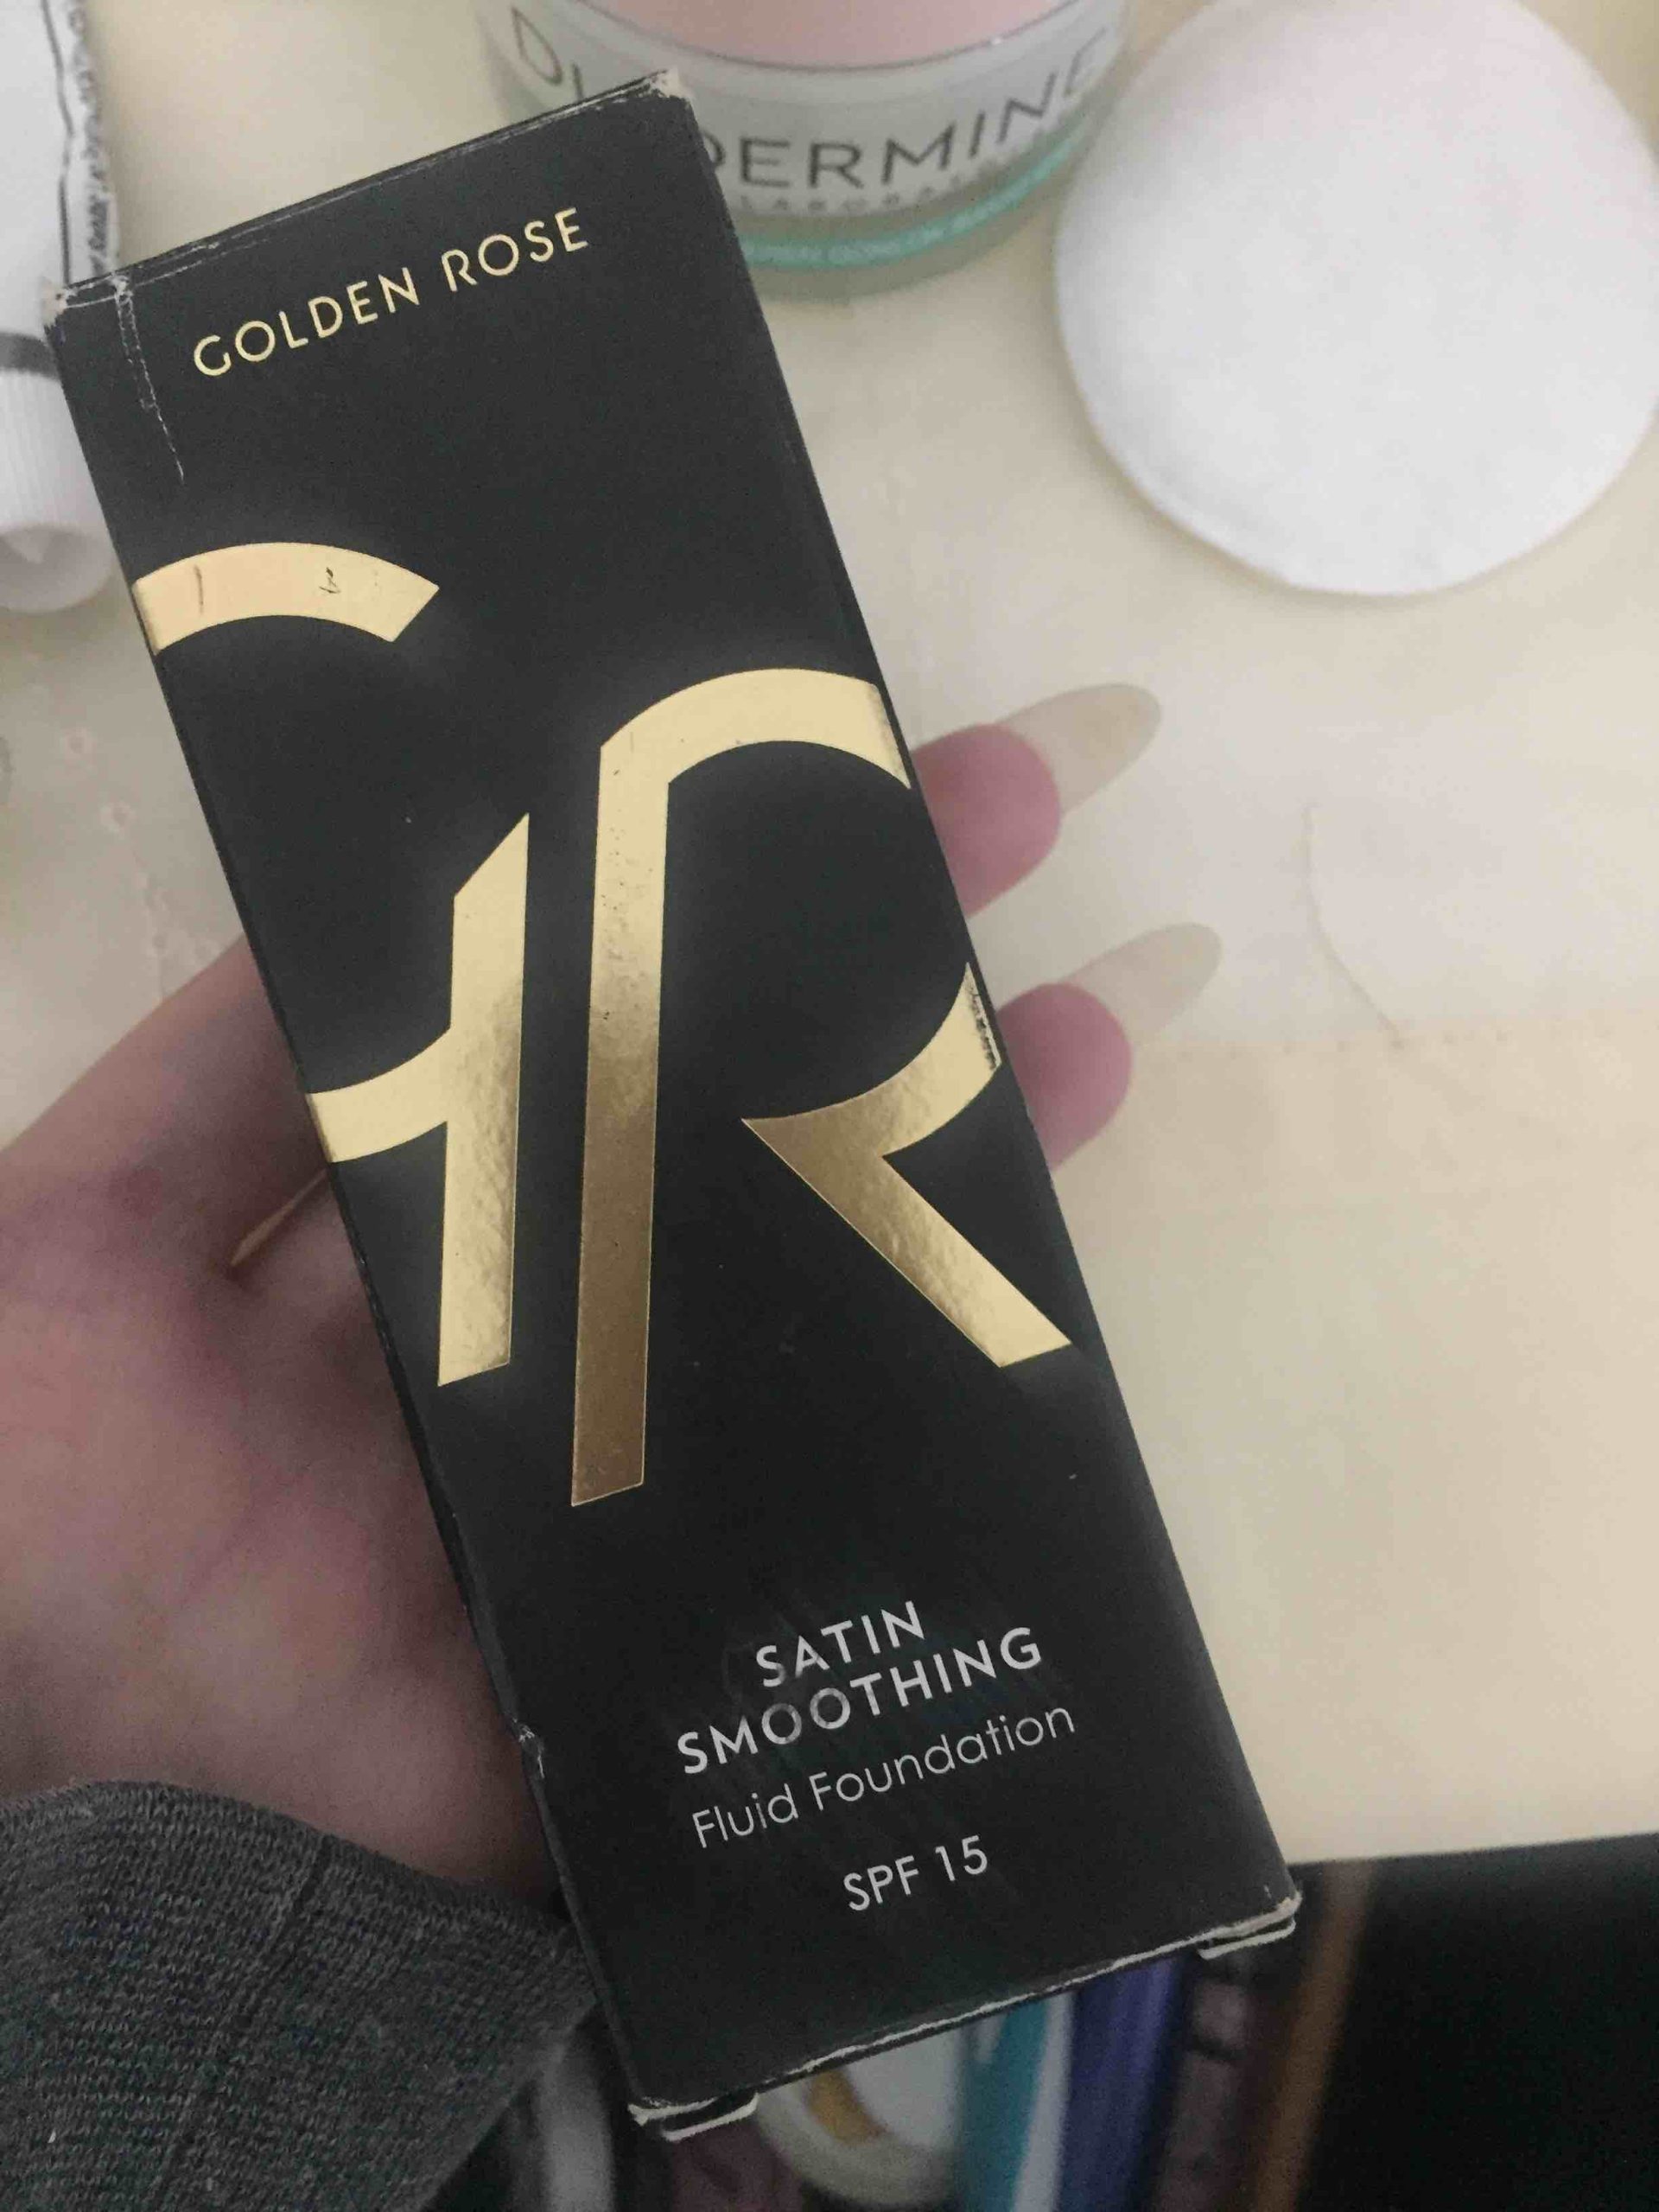 DERMINE
GOLDEN ROSE
GR
SATIN
SMOOTHING
Fluid Foundation
SPF 15